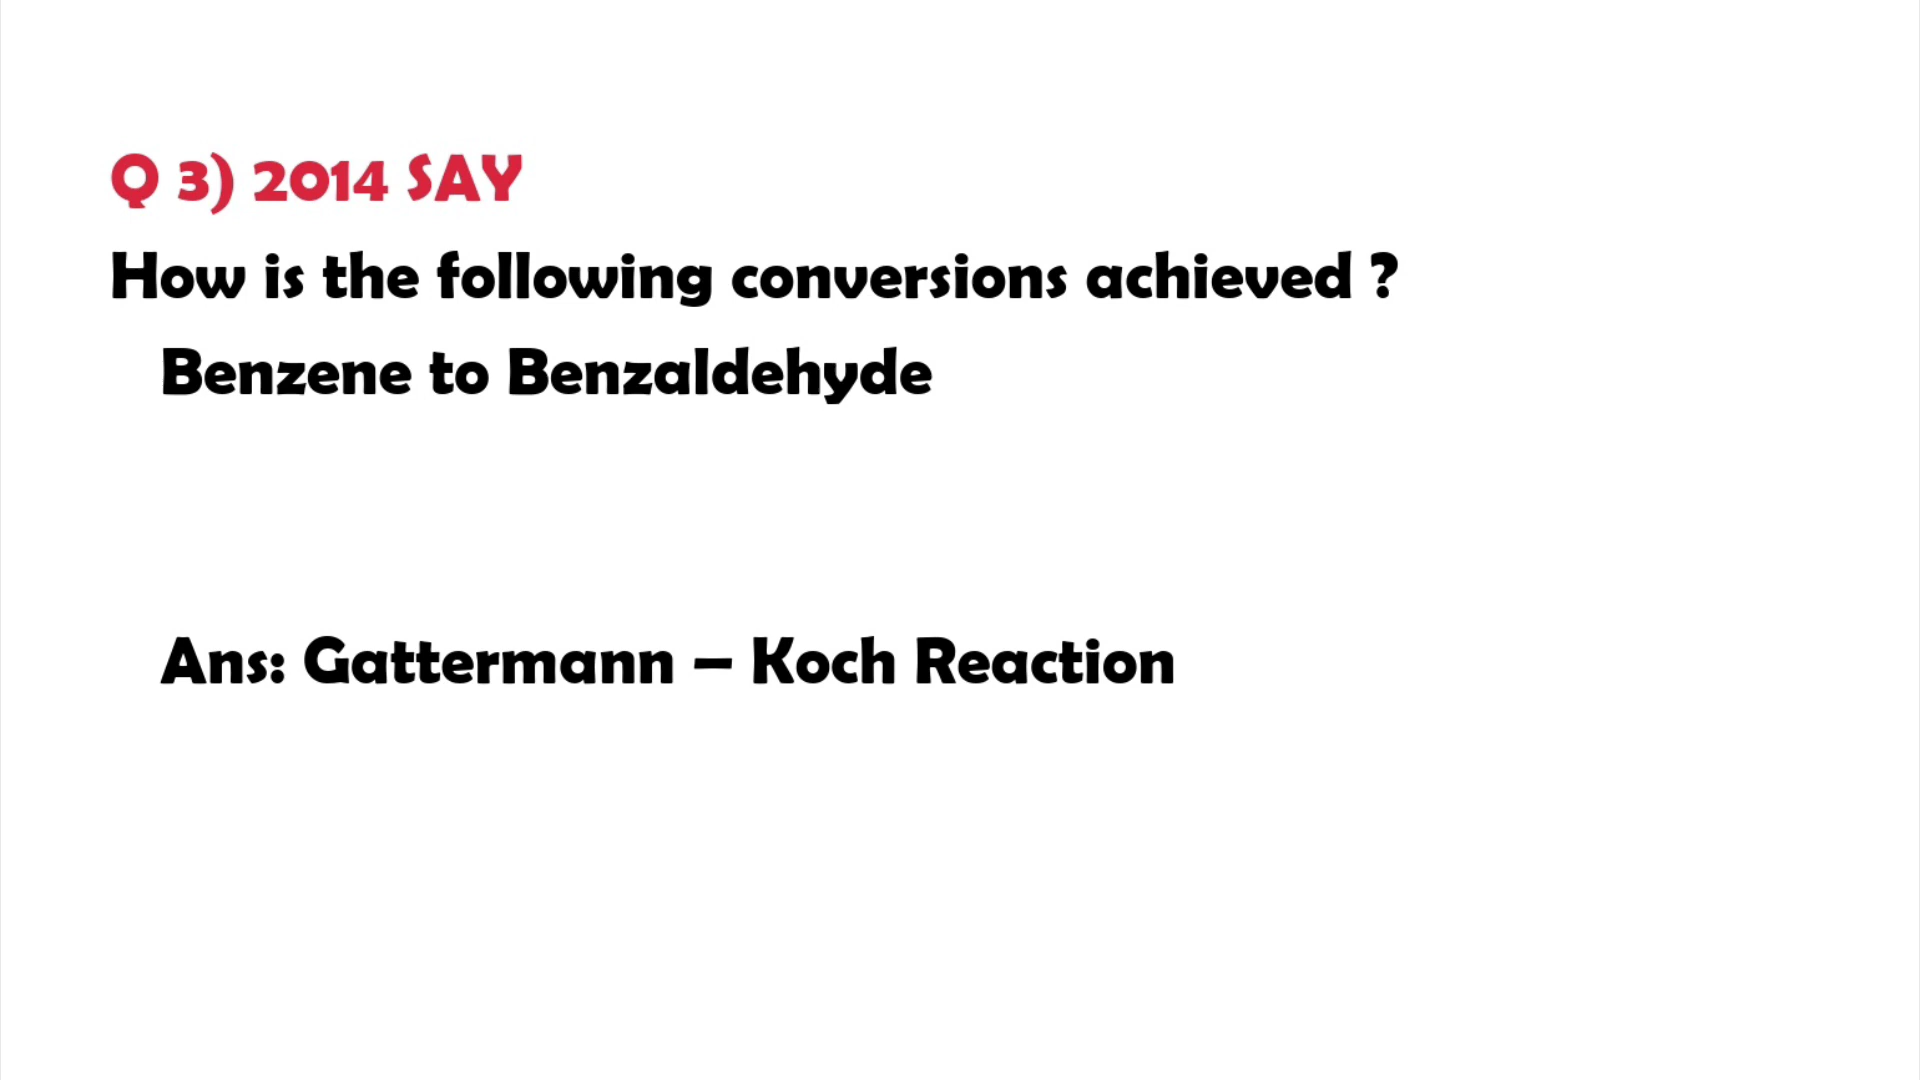 Q 3) 2014 SAY
How is the following conversions achieved ?
Benzene to Benzaldehyde
Ans: Gattermann – Koch Reaction